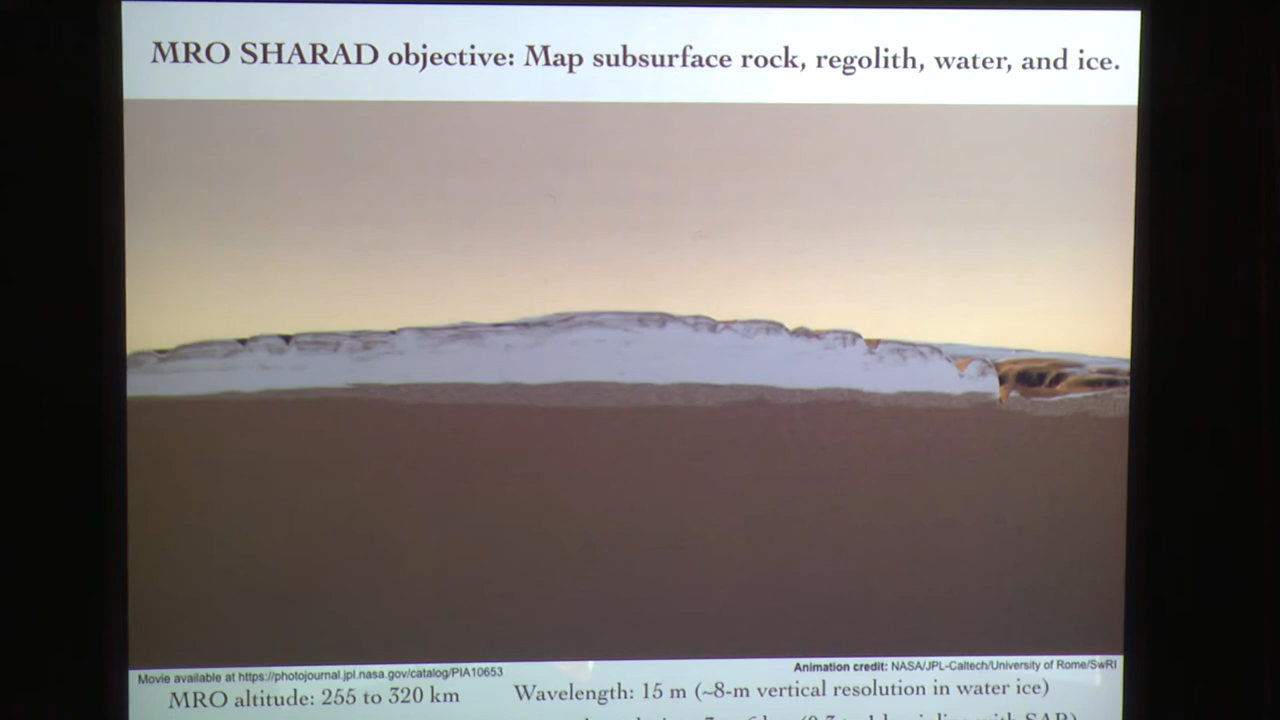 MRO SHARAD objective: Map subsurface rock, regolith, water, and ice.
Movie available at https://photojournal.jpl.nasa.gov/catalog/PIA10653
Animation credit: NASA/JPL-Caltech/University of Rome/SwRI
MRO altitude: 255 to 320 km
Wavelength: 15 m (~8-m vertical resolution in water ice)